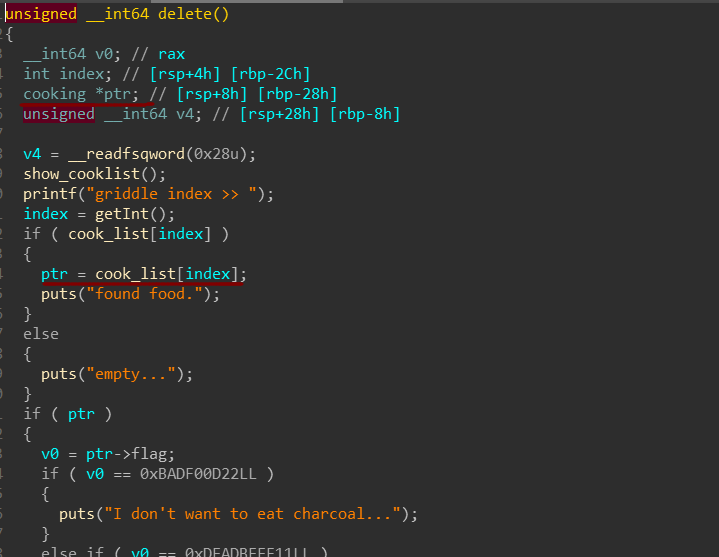 unsigned __int64 delete()
{
__int64 v0; // rax
int index; // [rsp+4h] [rbp-2Ch]
cooking *ptr; // [rsp+8h] [rbp-28h]
unsigned __int64 v4; // [rsp+28h] [rbp-8h]
v4 = __readfsqword(0x28u);
show_cooklist();
printf("griddle index >> ");
index = getInt();
if ( cook_list[index] )
{
ptr = cook_list[index];
puts("found food.");
}
else
{
puts("empty...");
}
if ( ptr )
{
v0 = ptr->flag;
if ( v0 == 0xBADF00D22LL )
{
puts("I don't want to eat charcoal...");
}
else if ( v0 == 0xDEADBEEF11LL )